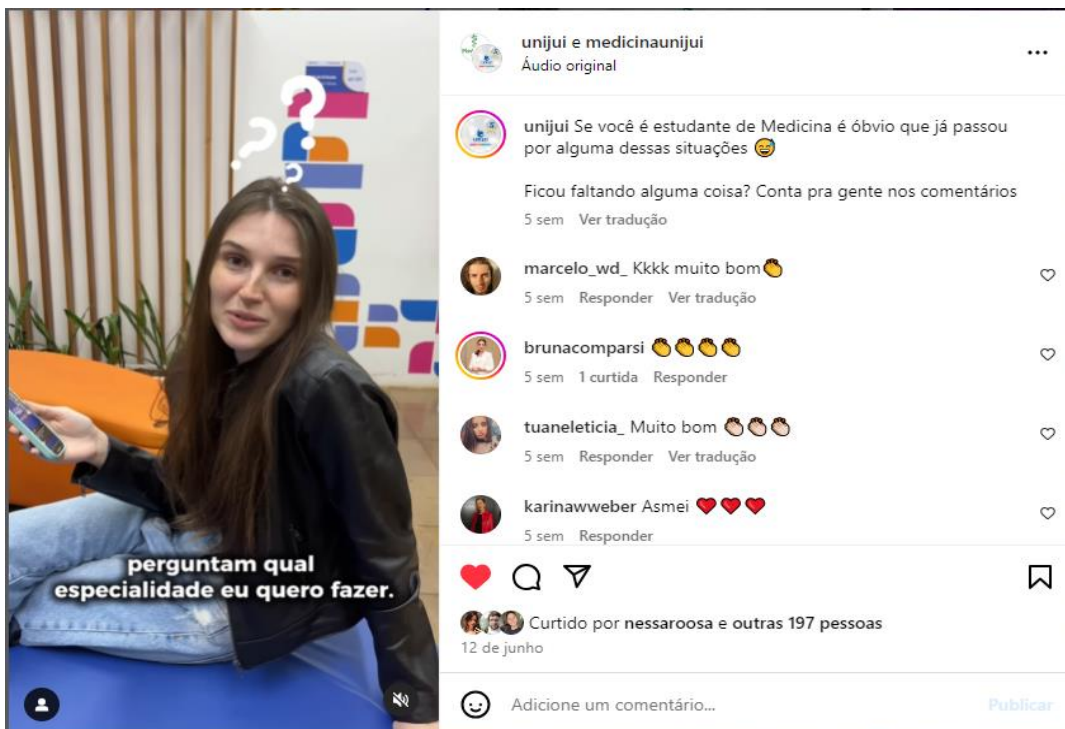 ???
perguntam qual
especialidade eu quero fazer.
unijui e medicinaunijui
Áudio original
unijui Se você é estudante de Medicina é óbvio que já passou
por alguma dessas situações 😅
Ficou faltando alguma coisa? Conta pra gente nos comentários
5 sem Ver tradução
marcelo_wd_ Kkkk muito bom👏
5 sem Responder Ver tradução
brunacomparsi 👏👏👏👏
5 sem 1 curtida Responder
tuaneleticia_ Muito bom 👏🏻👏🏻👏🏻
5 sem Responder Ver tradução
karinawweber Asmei ❤️❤️❤️
5 sem Responder
Curtido por nessaroosa e outras 197 pessoas
12 de junho
Adicione um comentário...
Publicar